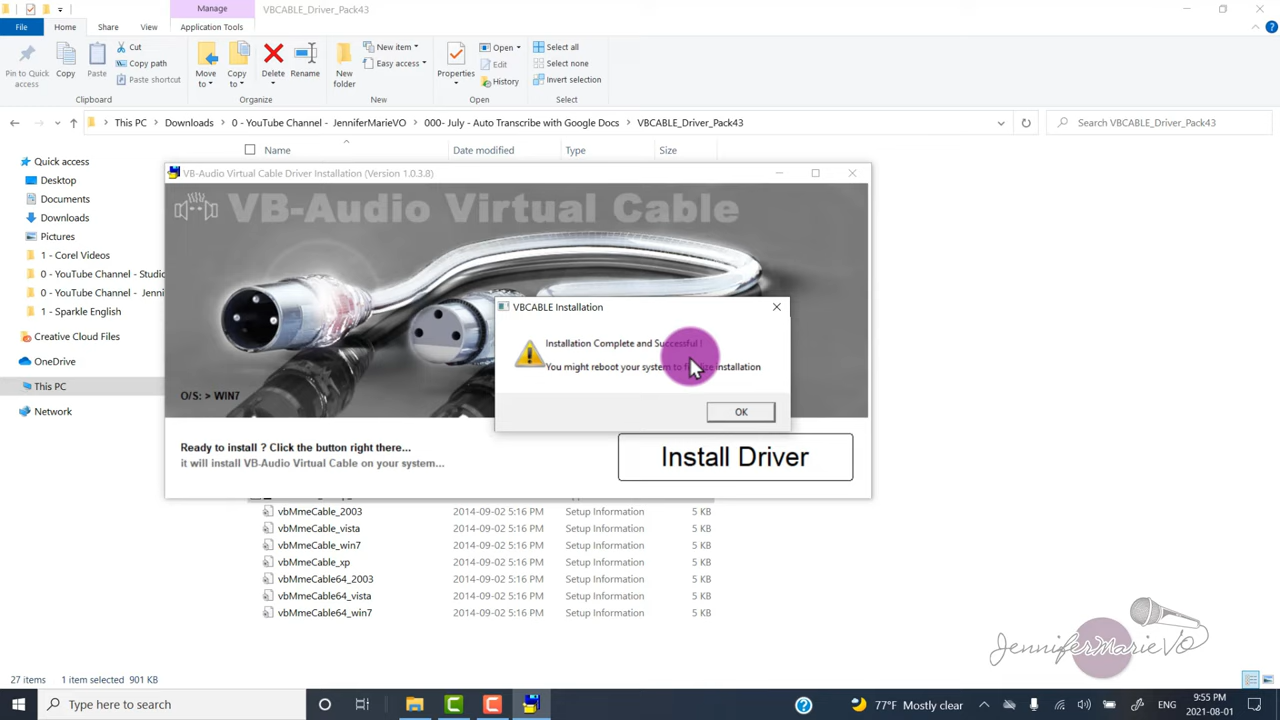 Manage
VBCABLE_Driver_Pack43
File
Home
Share
View
Application Tools
Pin to Quick access
Copy
Paste
Cut
Copy path
Paste shortcut
Move to
Copy to
Delete
Rename
New folder
New item
Easy access
Properties
Open
Edit
History
Select all
Select none
Invert selection
Clipboard
Organize
New
Open
Select
This PC > Downloads > 0 - YouTube Channel - JenniferMarieVO > 000- July - Auto Transcribe with Google Docs > VBCABLE_Driver_Pack43
Search VBCABLE_Driver_Pack43
Name
Date modified
Type
Size
Quick access
Desktop
Documents
Downloads
Pictures
1 - Corel Videos
0 - YouTube Channel - Studio
0 - YouTube Channel - Jenni
1 - Sparkle English
Creative Cloud Files
OneDrive
This PC
Network
VB-Audio Virtual Cable Driver Installation (Version 1.0.3.8)
VB-Audio Virtual Cable
O/S: > WIN7
Ready to install ? Click the button right there...
it will install VB-Audio Virtual Cable on your system...
Install Driver
VBCABLE Installation
Installation Complete and Successful !
You might reboot your system to finalize installation
OK
vbMmeCable_2003 2014-09-02 5:16 PM Setup Information 5 KB
vbMmeCable_vista 2014-09-02 5:16 PM Setup Information 5 KB
vbMmeCable_win7 2014-09-02 5:16 PM Setup Information 5 KB
vbMmeCable_xp 2014-09-02 5:16 PM Setup Information 5 KB
vbMmeCable64_2003 2014-09-02 5:16 PM Setup Information 5 KB
vbMmeCable64_vista 2014-09-02 5:16 PM Setup Information 5 KB
vbMmeCable64_win7 2014-09-02 5:16 PM Setup Information 5 KB
JenniferMarieVO
27 items
1 item selected 901 KB
Type here to search
77°F Mostly clear
ENG
9:55 PM
2021-08-01